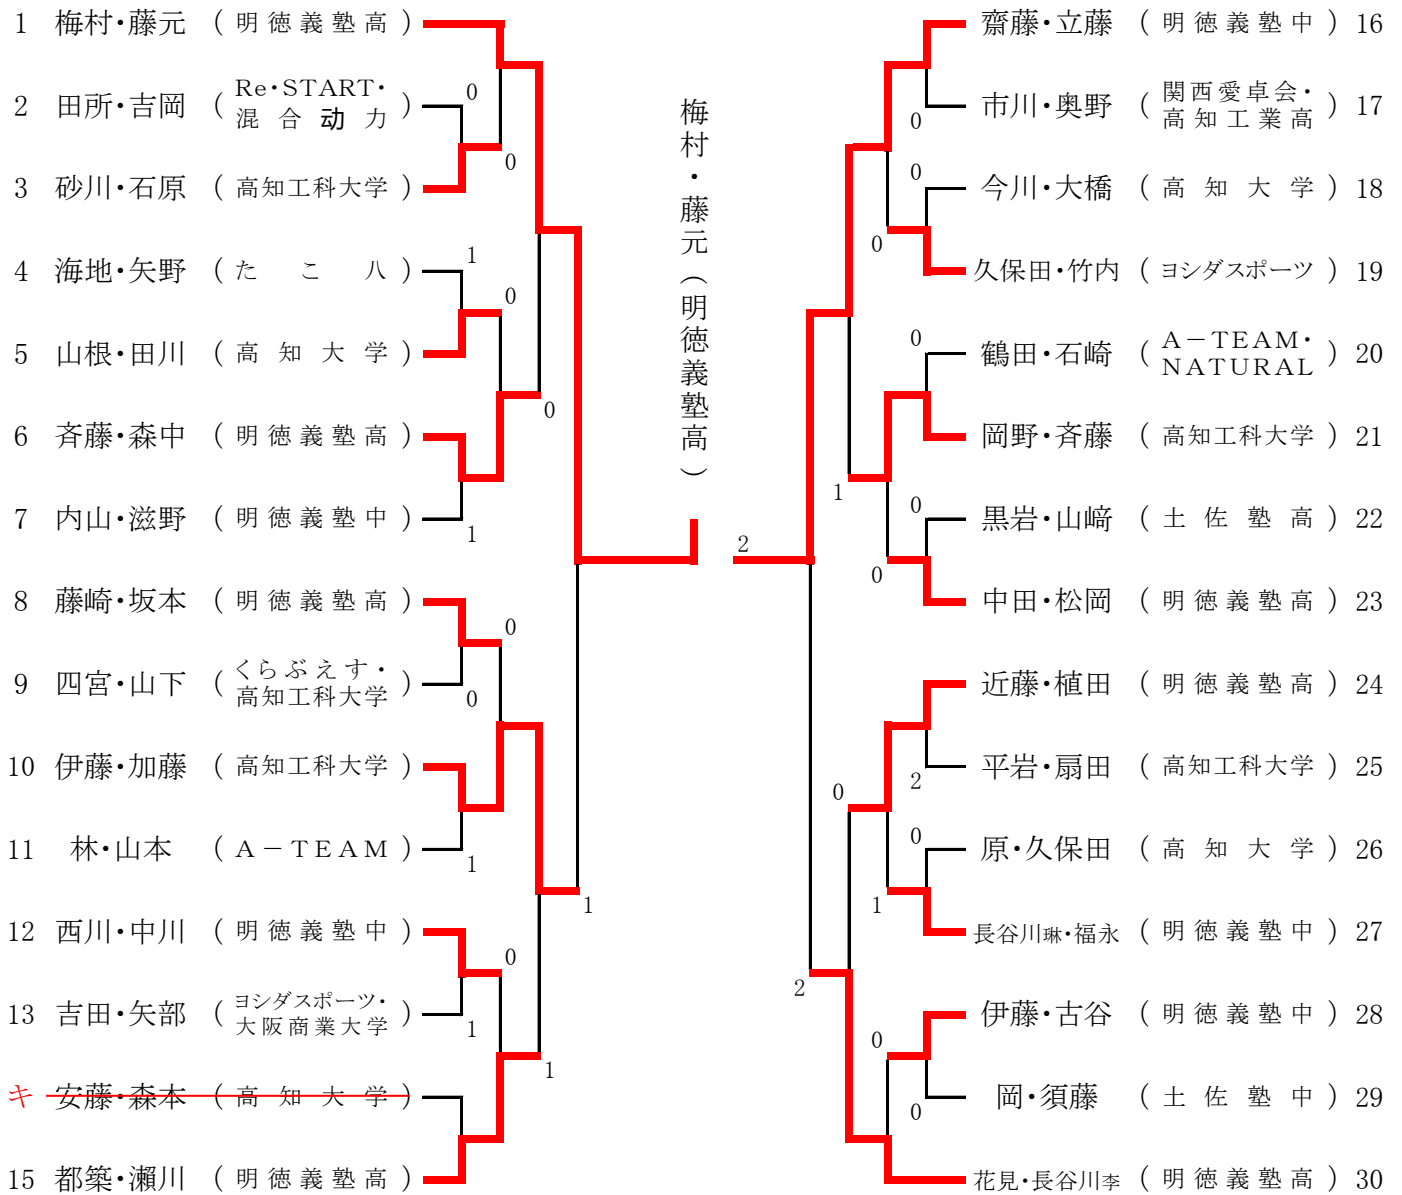 1 梅村・藤元 ( 明徳義塾高 )
0
2 田所・吉岡 ( Re・START・
混合动力 )
0
3 砂川・石原 ( 高知工科大学 )
1
4 海地・矢野 ( たこ八 )
0
5 山根・田川 ( 高知大学 )
0
6 斉藤・森中 ( 明徳義塾高 )
7 内山・滋野 ( 明徳義塾中 )
1
8 藤崎・坂本 ( 明徳義塾高 )
0
9 四宮・山下 ( くらぶえす・
高知工科大学 )
0
10 伊藤・加藤 ( 高知工科大学 )
11 林・山本 ( A－TEAM )
1
1
12 西川・中川 ( 明徳義塾中 )
0
13 吉田・矢部 ( ヨシダスポーツ・
大阪商業大学 )
1
1
キ 安藤・森本 ( 高知大学 )
15 都築・瀬川 ( 明徳義塾高 )
梅村・藤元（明徳義塾高）
2
齋藤・立藤 ( 明徳義塾中 ) 16
市川・奥野 ( 関西愛卓会・
高知工業高 ) 17
0
0
今川・大橋 ( 高知大学 ) 18
0
久保田・竹内 ( ヨシダスポーツ ) 19
0
鶴田・石崎 ( A－TEAM・
NATURAL ) 20
岡野・斉藤 ( 高知工科大学 ) 21
1
0
黒岩・山﨑 ( 土佐塾高 ) 22
0
中田・松岡 ( 明徳義塾高 ) 23
近藤・植田 ( 明徳義塾高 ) 24
平岩・扇田 ( 高知工科大学 ) 25
2
0
0
原・久保田 ( 高知大学 ) 26
1
長谷川琳・福永 ( 明徳義塾中 ) 27
2
伊藤・古谷 ( 明徳義塾中 ) 28
0
岡・須藤 ( 土佐塾中 ) 29
0
花見・長谷川李 ( 明徳義塾高 ) 30